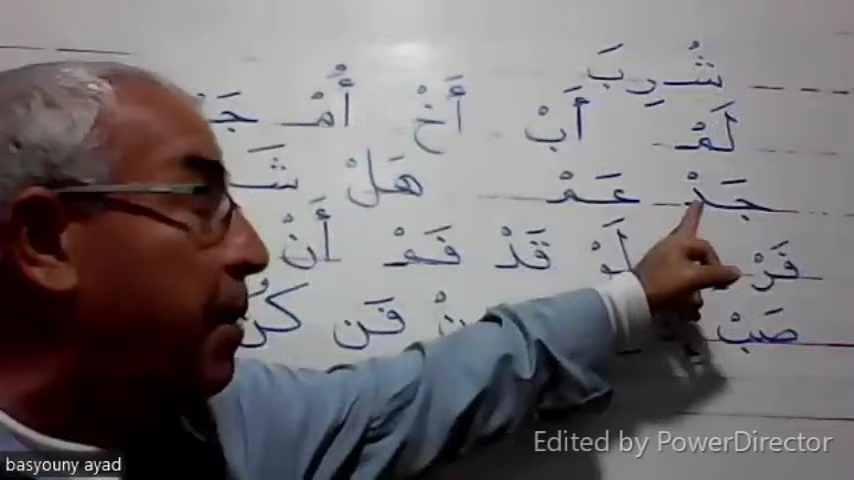 شُرِبَ
لَمْ أَبْ أَخْ أُمْ
جَدْ عَمْ هَلْ
فَرْ لَوْ قَدْ فَمْ أَنْ
صَبْ فَن
Edited by PowerDirector
basyouny ayad